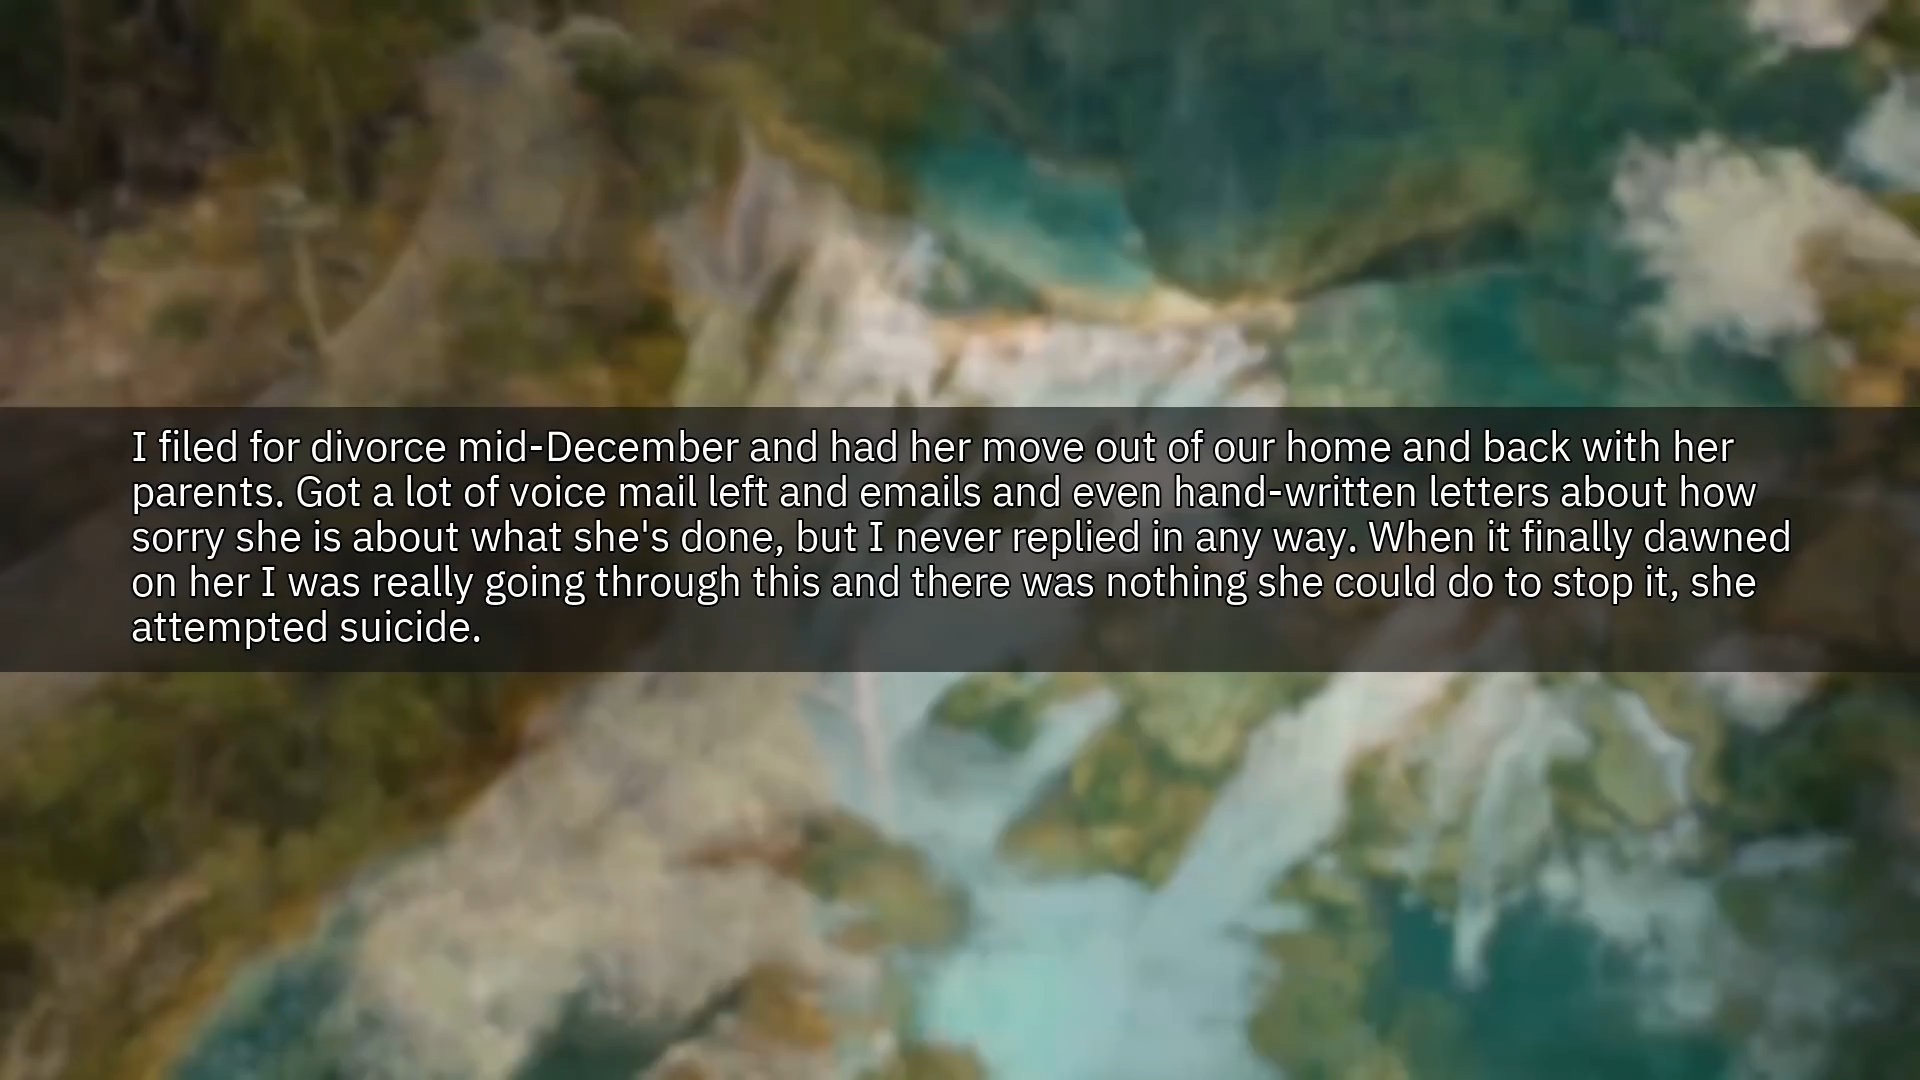 I filed for divorce mid-December and had her move out of our home and back with her
parents. Got a lot of voice mail left and emails and even hand-written letters about how
sorry she is about what she's done, but I never replied in any way. When it finally dawned
on her I was really going through this and there was nothing she could do to stop it, she
attempted suicide.